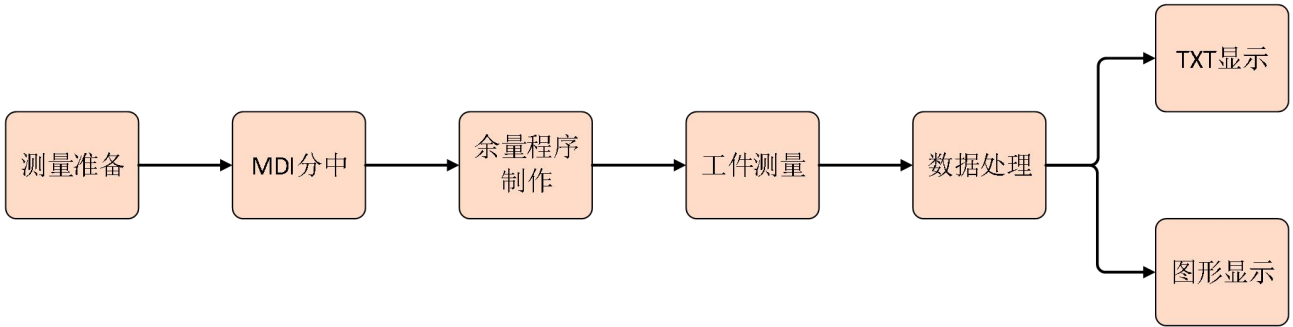 测量准备
MDI分中
余量程序
制作
工件测量
数据处理
TXT显示
图形显示